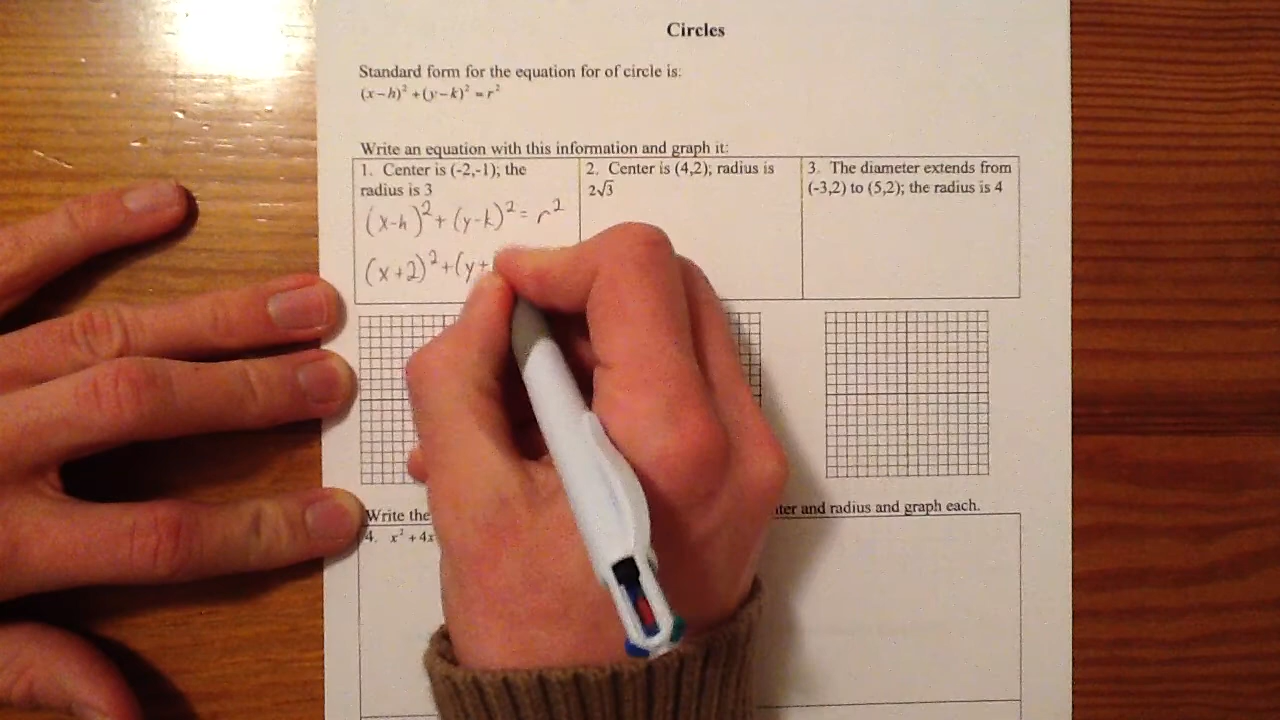 Circles
Standard form for the equation for of circle is:
(x−h)² + (y−k)² = r²
Write an equation with this information and graph it:
1. Center is (-2,-1); the
radius is 3
(x-h)² + (y-k)² = r²
(x+2)² + (y+
2. Center is (4,2); radius is
2√3
3. The diameter extends from
(-3,2) to (5,2); the radius is 4
Write the and radius and graph each.
4. x² + 4x